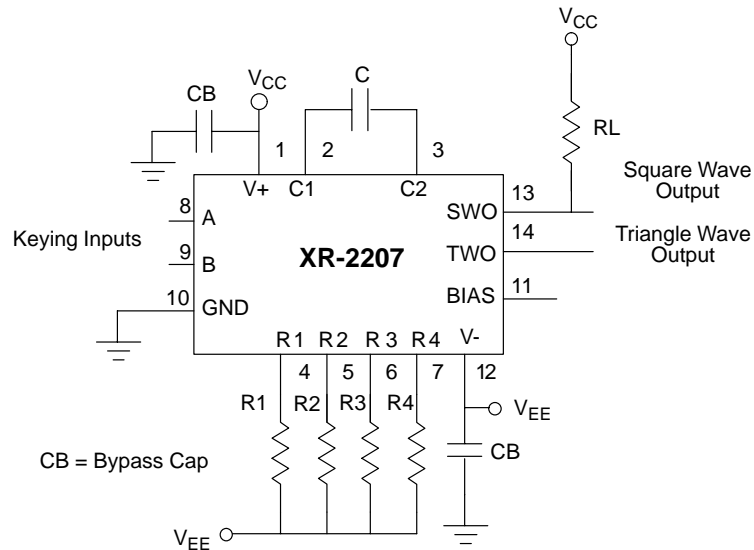 VCC
VCC
CB
C
RL
1
2
3
V+
C1
C2
13
Square Wave
Output
8
A
SWO
Keying Inputs
XR-2207
14
TWO
Triangle Wave
Output
9
B
10
GND
BIAS
11
R1
R2
R3
R4
V-
4
5
6
7
12
R1
R2
R3
R4
VEE
CB = Bypass Cap
CB
VEE